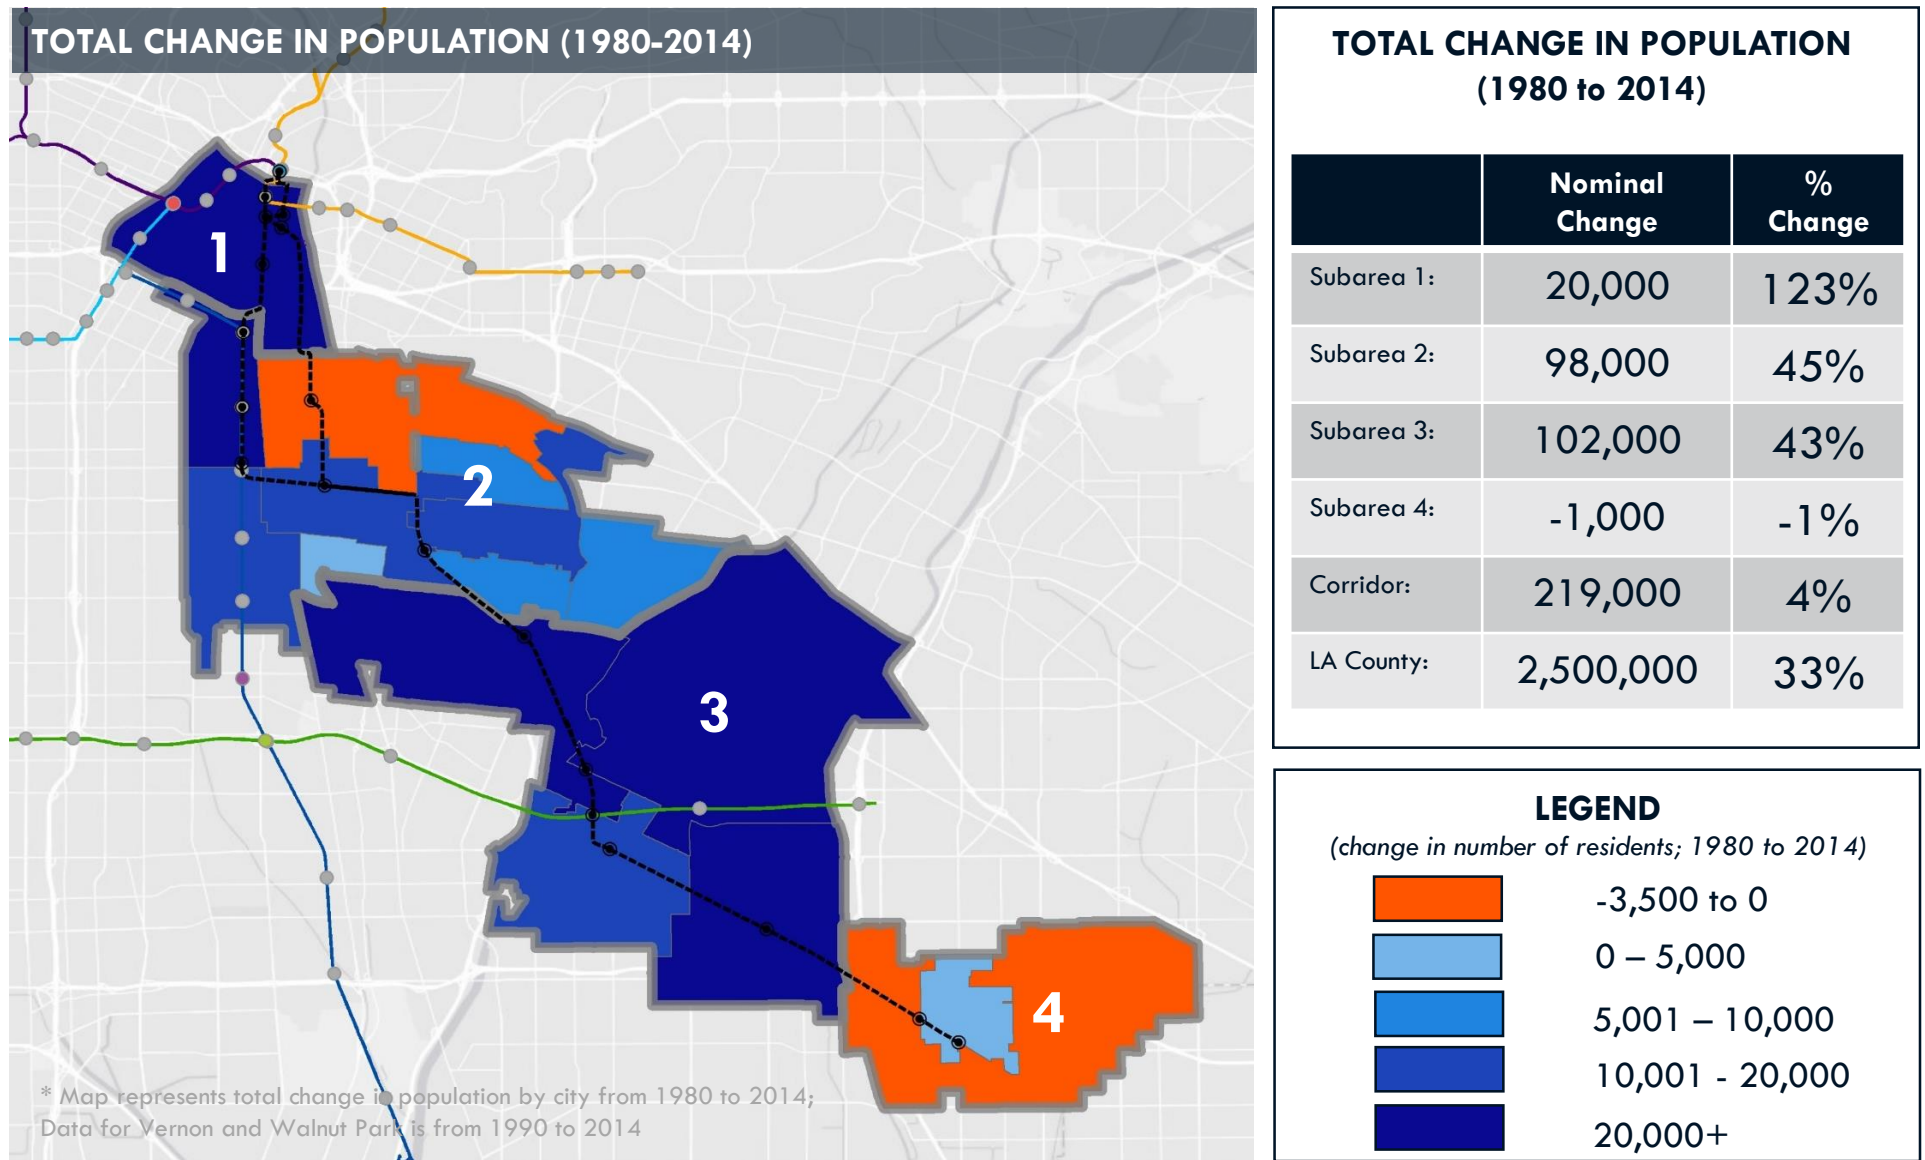 TOTAL CHANGE IN POPULATION (1980-2014)
1
2
3
4
* Map represents total change in population by city from 1980 to 2014;
Data for Vernon and Walnut Park is from 1990 to 2014
TOTAL CHANGE IN POPULATION
(1980 to 2014)
Nominal %
Change Change
Subarea 1: 20,000 123%
Subarea 2: 98,000 45%
Subarea 3: 102,000 43%
Subarea 4: -1,000 -1%
Corridor: 219,000 4%
LA County: 2,500,000 33%
LEGEND
(change in number of residents; 1980 to 2014)
-3,500 to 0
0 – 5,000
5,001 – 10,000
10,001 - 20,000
20,000+